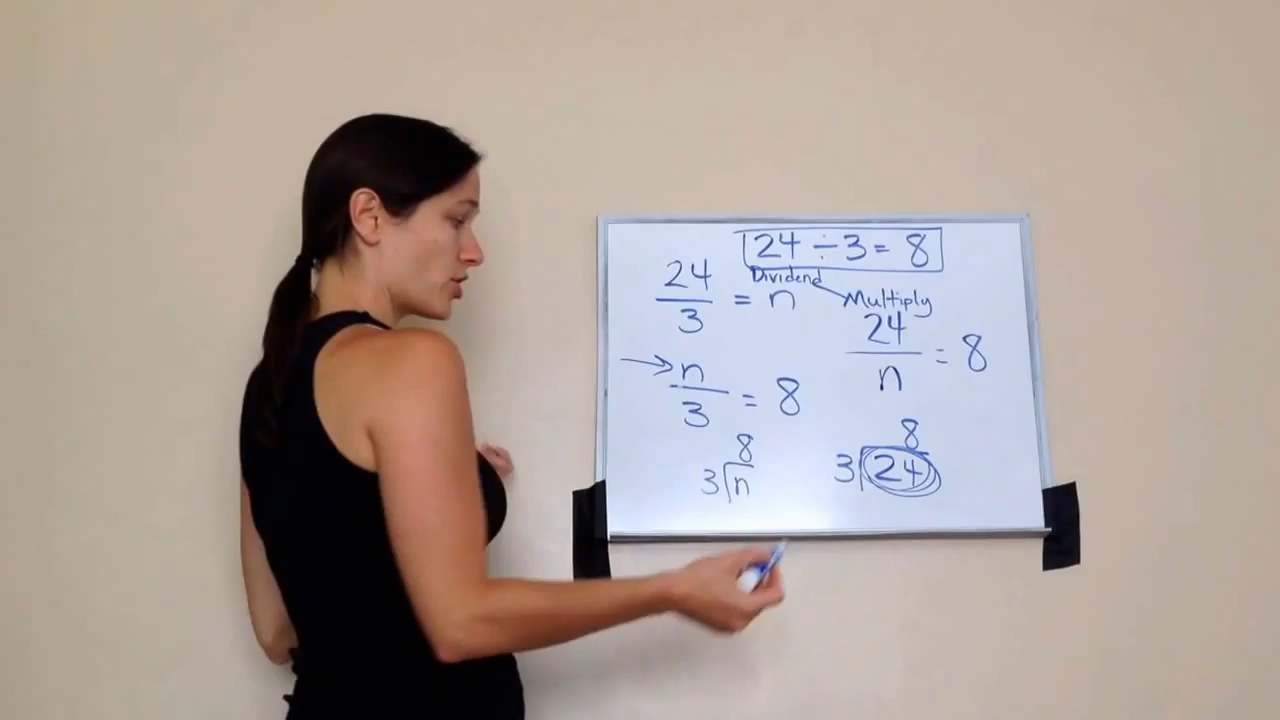 24 ÷ 3 = 8
Dividend
Multiply
24/3 = n
24/n = 8
n/3 = 8
8
3 n
8
3 24